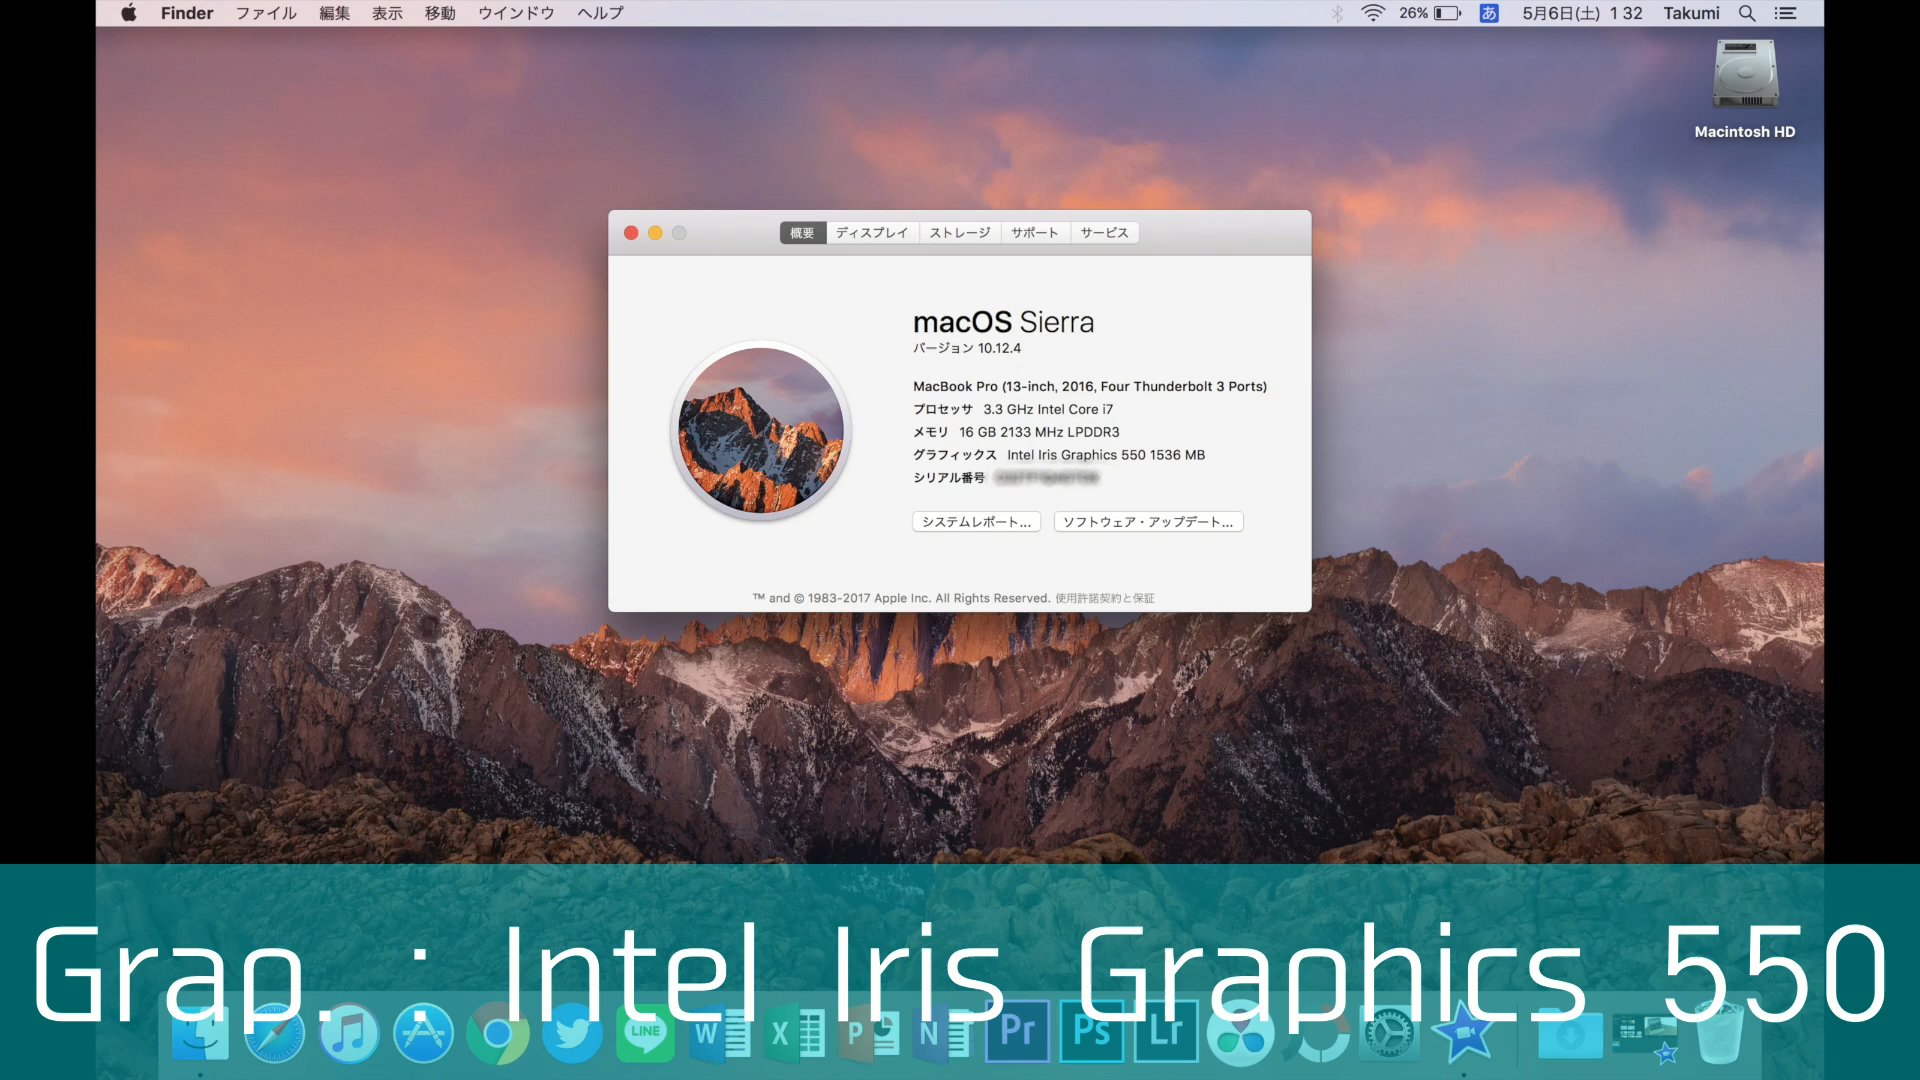 Finder ファイル 編集 表示 移動 ウインドウ ヘルプ 26% あ 5月6日(土) 1 32 Takumi
Macintosh HD
概要 ディスプレイ ストレージ サポート サービス
macOS Sierra
バージョン 10.12.4
MacBook Pro (13-inch, 2016, Four Thunderbolt 3 Ports)
プロセッサ 3.3 GHz Intel Core i7
メモリ 16 GB 2133 MHz LPDDR3
グラフィックス Intel Iris Graphics 550 1536 MB
シリアル番号
システムレポート... ソフトウェア・アップデート...
™ and © 1983-2017 Apple Inc. All Rights Reserved. 使用許諾契約と保証
Grap. : Intel Iris Graphics 550
LINE W X P N Pr Ps Lr